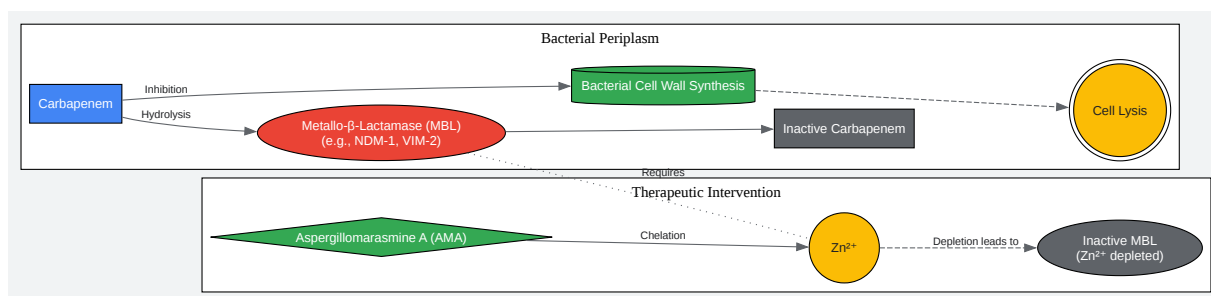 Bacterial Periplasm
Carbapenem
Inhibition
Hydrolysis
Bacterial Cell Wall Synthesis
Metallo-β-Lactamase (MBL)
(e.g., NDM-1, VIM-2)
Inactive Carbapenem
Cell Lysis
Requires
Therapeutic Intervention
Aspergillomarasmine A (AMA)
Chelation
Zn²⁺
Depletion leads to
Inactive MBL
(Zn²⁺ depleted)